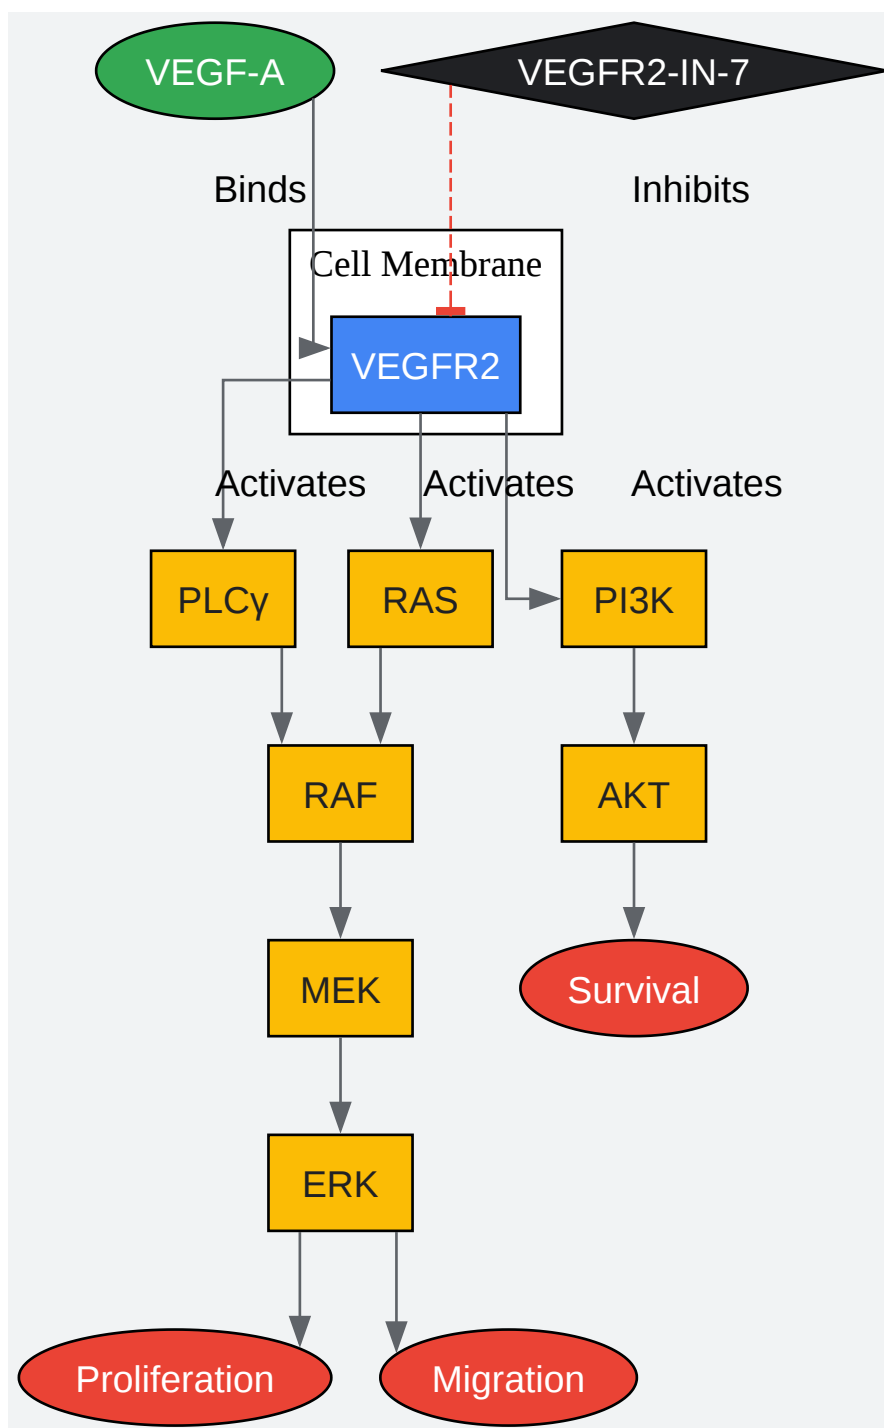 VEGF-A
VEGFR2-IN-7
Binds
Inhibits
Cell Membrane
VEGFR2
Activates
Activates
Activates
PLCγ
RAS
PI3K
RAF
AKT
MEK
Survival
ERK
Proliferation
Migration